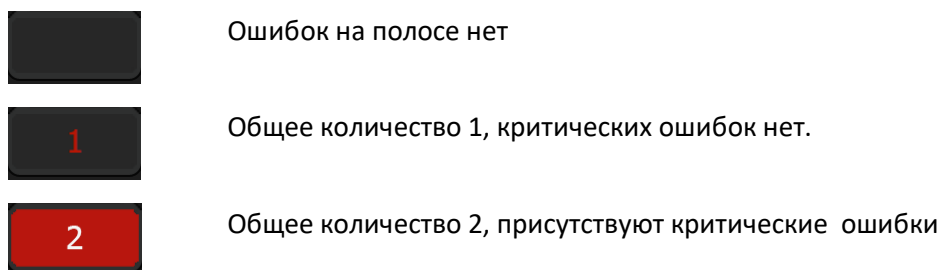 Ошибок на полосе нет
1 Общее количество 1, критических ошибок нет.
2 Общее количество 2, присутствуют критические  ошибки